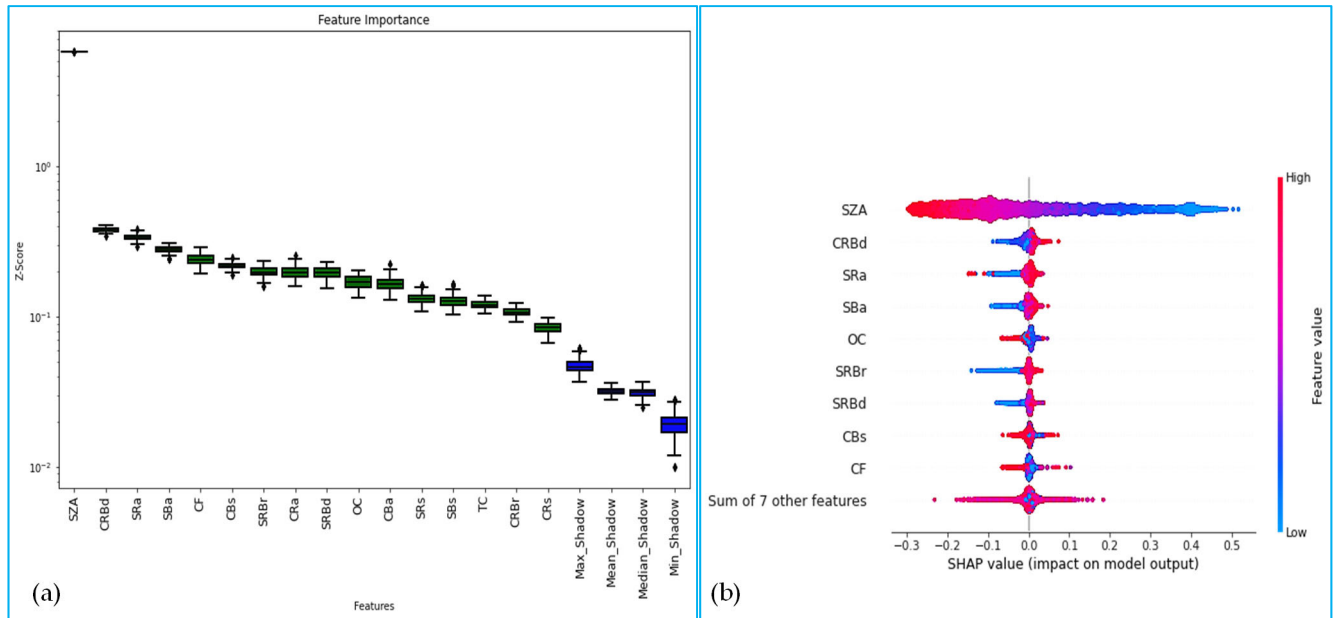 Feature Importance
Z-Score
10⁰
10⁻¹
10⁻²
SZA
CRBd
SRa
SBa
CF
CBs
SRBr
CRa
SRBd
OC
CBa
SRs
SBs
TC
CRBr
CRs
Max_Shadow
Mean_Shadow
Median_Shadow
Min_Shadow
Features
(a)
SZA
CRBd
SRa
SBa
OC
SRBr
SRBd
CBs
CF
Sum of 7 other features
−0.3 −0.2 −0.1 0.0 0.1 0.2 0.3 0.4 0.5
SHAP value (impact on model output)
High
Feature value
Low
(b)